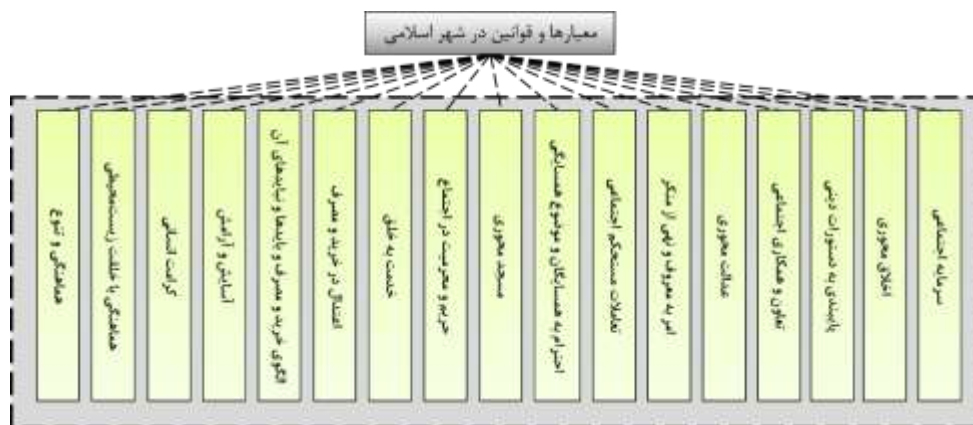 معیارها و قوانین در شهر اسلامی
سرمایه اجتماعی
اخلاق محوری
پایبندی به دستورات دینی
تعاون و همکاری اجتماعی
عدالت محوری
امر به معروف و نهی از منکر
تعاملات مستحکم اجتماعی
احترام به همسایگان و موضوع همسایگی
مسجد محوری
حریم و محرمیت در اجتماع
خدمت به خلق
اعتدال در خرید و مصرف
الگوی خرید و مصرف و بایدها و نبایدهای آن
آسایش و آرامش
کرامت انسانی
هماهنگی با خلقت زیست‌محیطی
هماهنگی و تنوع